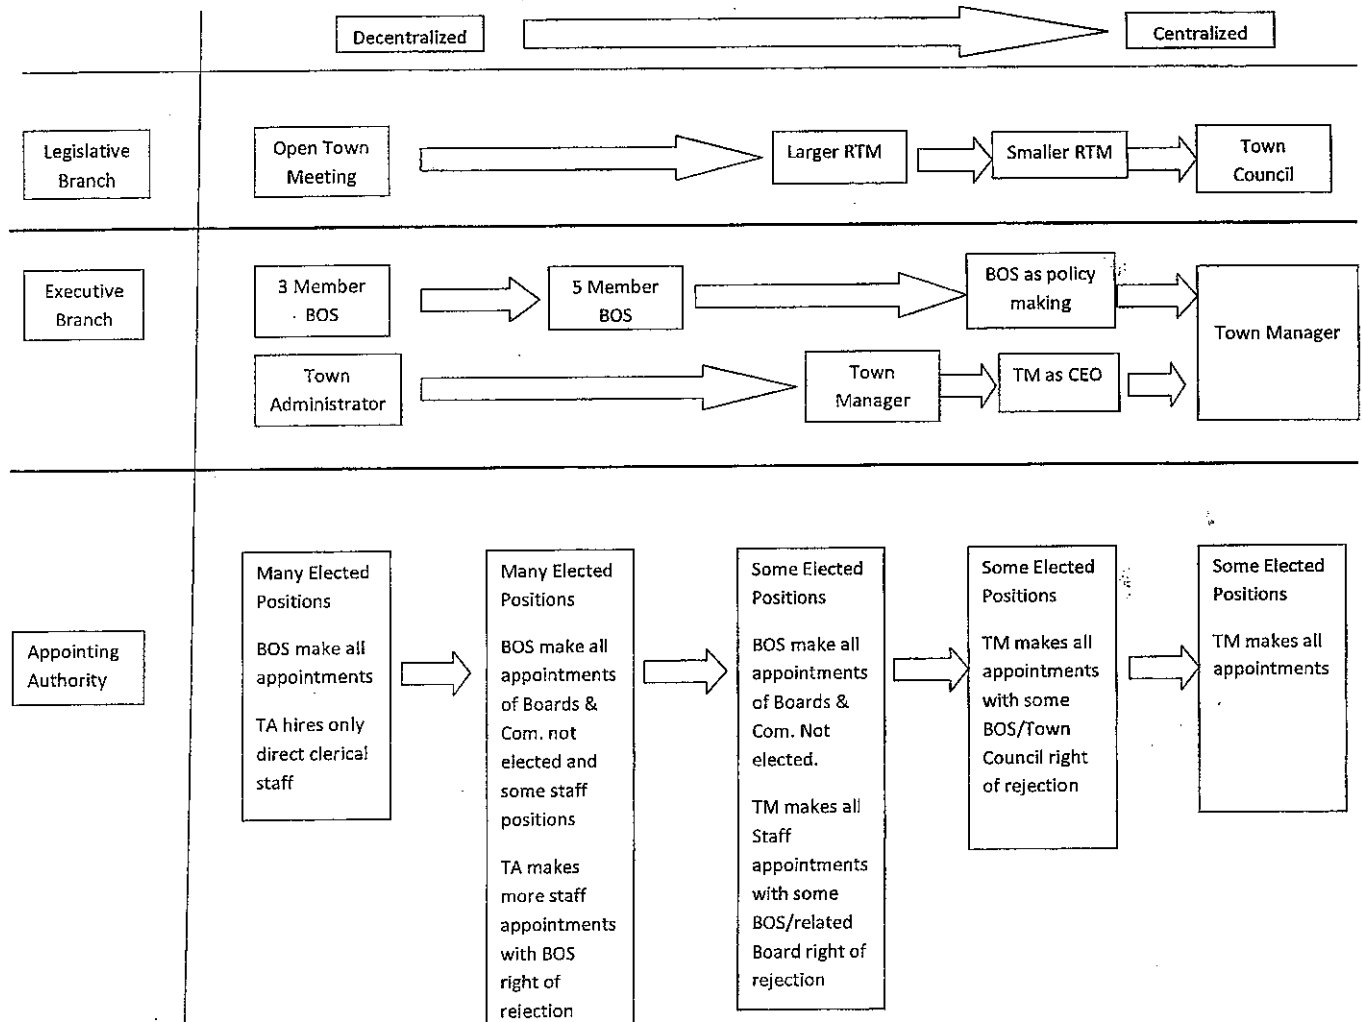 Decentralized
Centralized
Legislative
Branch
Open Town
Meeting
Larger RTM
Smaller RTM
Town
Council
Executive
Branch
3 Member
BOS
5 Member
BOS
BOS as policy
making
Town Manager
Town
Administrator
Town
Manager
TM as CEO
Appointing
Authority
Many Elected
Positions
BOS make all
appointments
TA hires only
direct clerical
staff
Many Elected
Positions
BOS make all
appointments
of Boards &
Com. not
elected and
some staff
positions
TA makes
more staff
appointments
with BOS
right of
rejection
Some Elected
Positions
BOS make all
appointments
of Boards &
Com. Not
elected.
TM makes all
Staff
appointments
with some
BOS/related
Board right of
rejection
Some Elected
Positions
TM makes all
appointments
with some
BOS/Town
Council right
of rejection
Some Elected
Positions
TM makes all
appointments